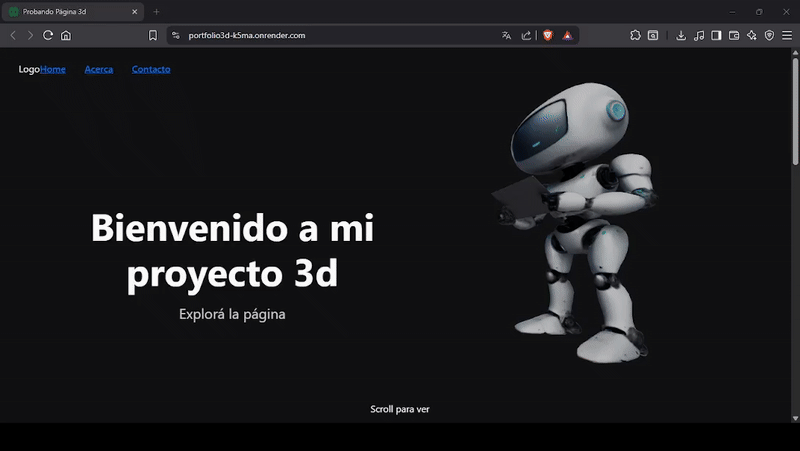 Probando Página 3d
portfolio3d-k5ma.onrender.com
LogoHome Acerca Contacto
Bienvenido a mi
proyecto 3d
Explorá la página
Scroll para ver